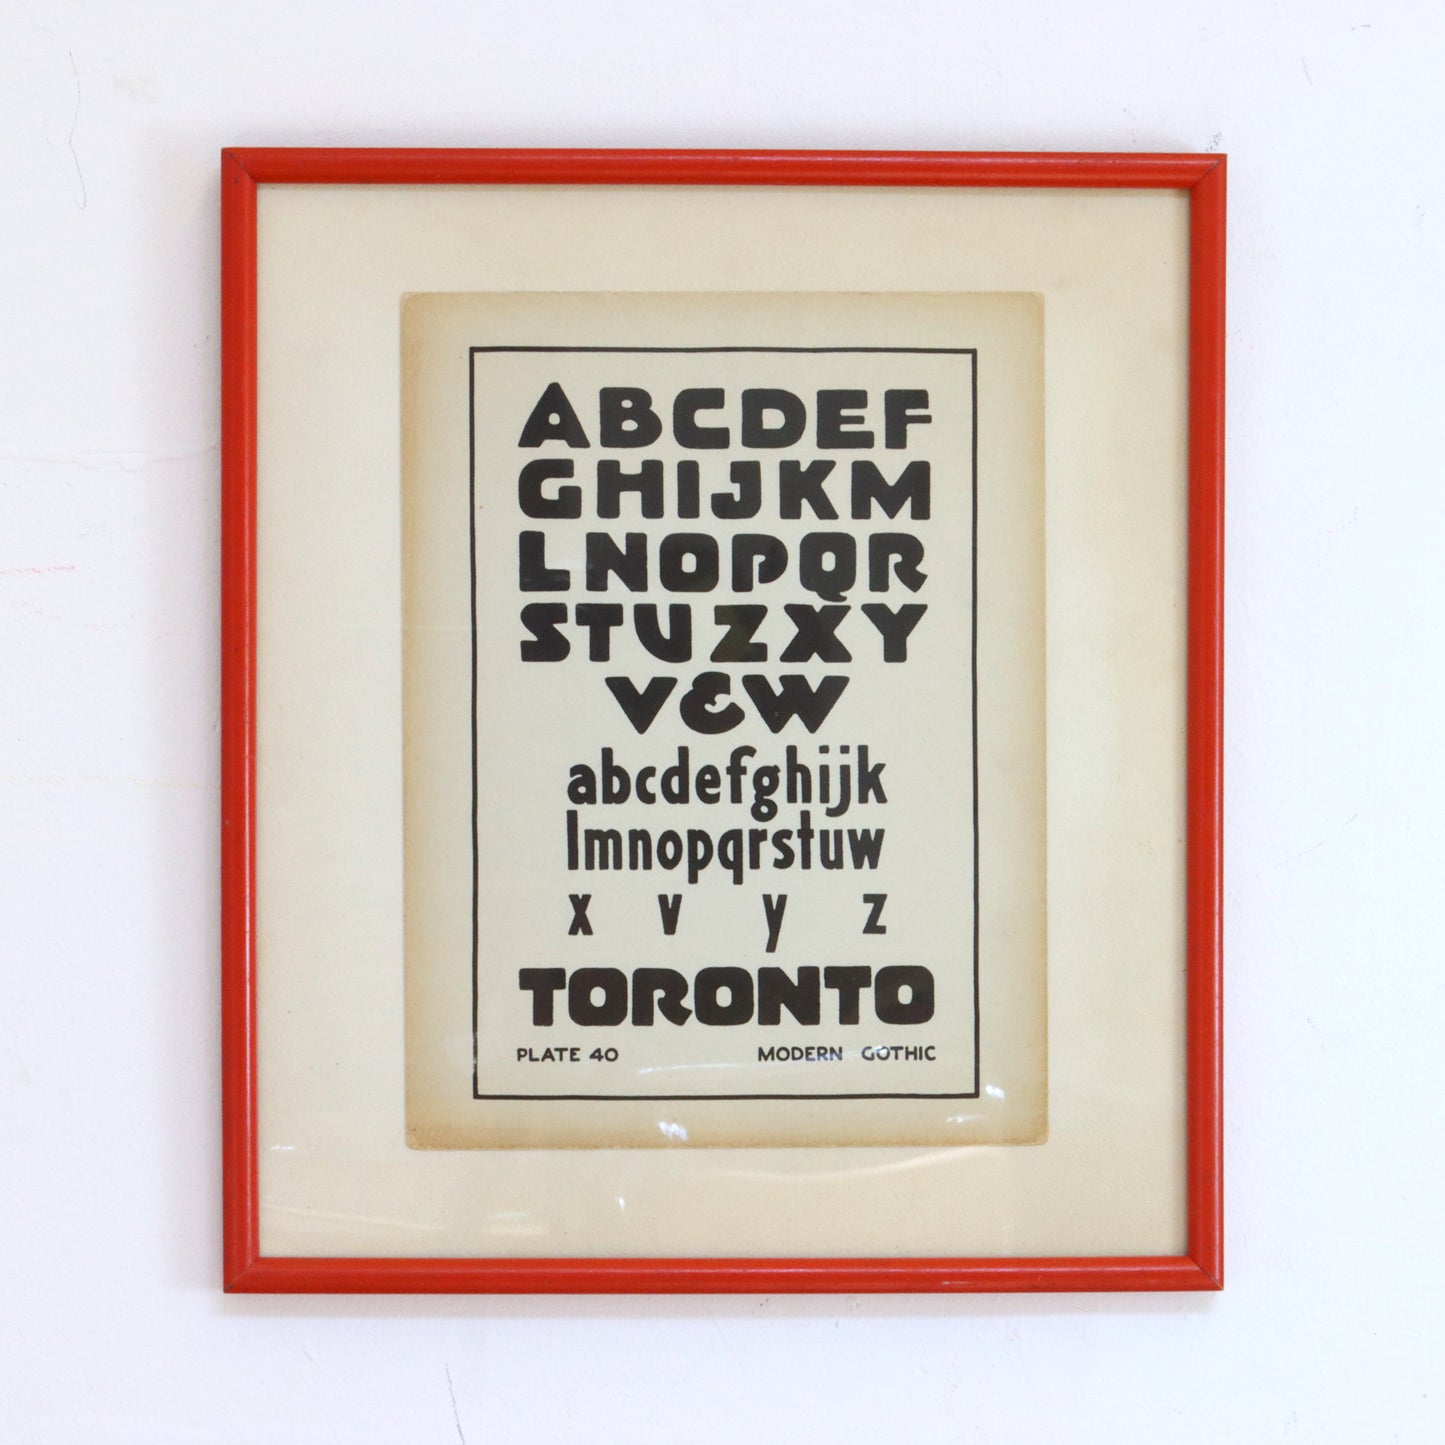 ABCDEF
GHIJKM
LNOPQR
STUZXY
V&W
abcdefghijk
lmnopqrstuw
x v y z
TORONTO
PLATE 40 MODERN GOTHIC